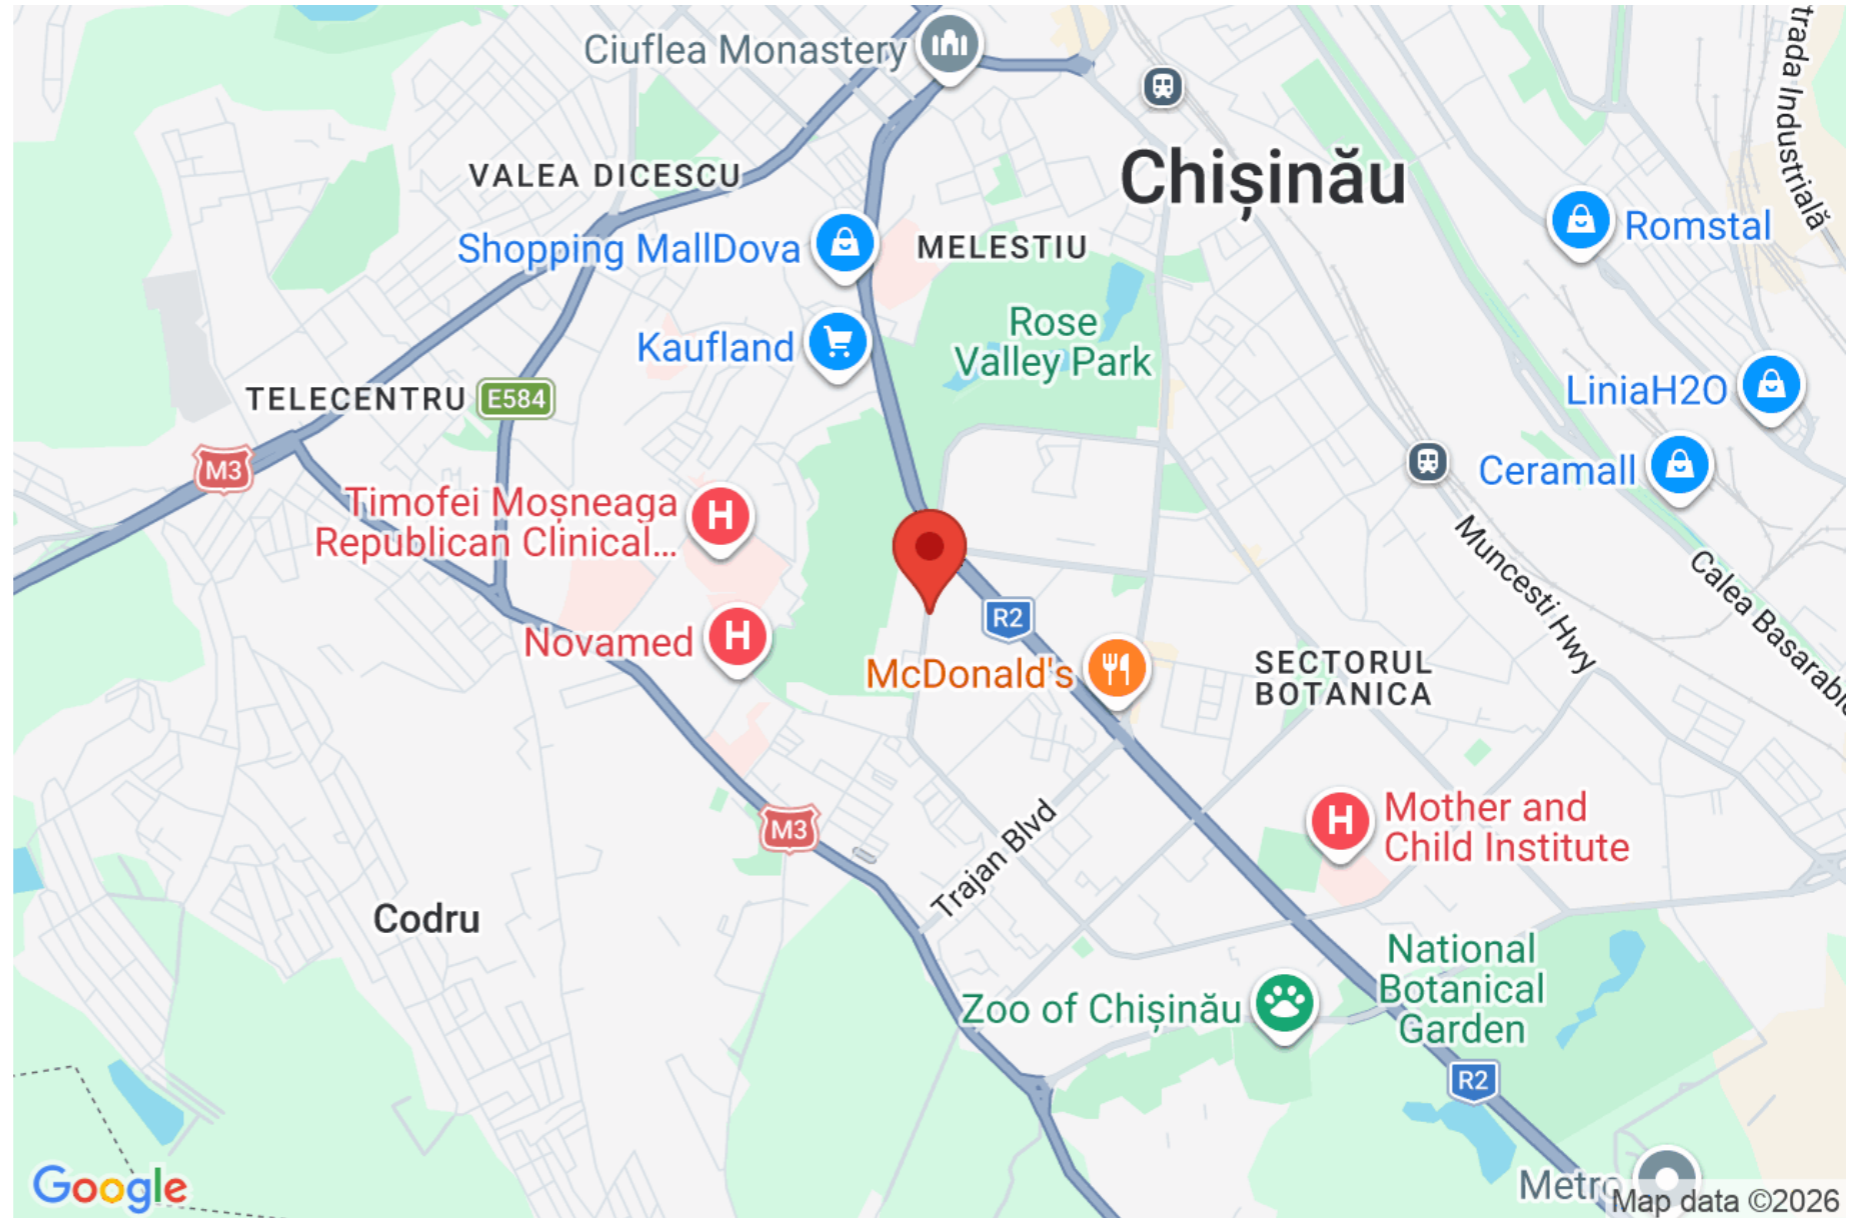 Ciuflea Monastery
trada Industrială
VALEA DICESCU
Chișinău
Romstal
Shopping MallDova
MELESTIU
Rose
Valley Park
Kaufland
LiniaH2O
TELECENTRU
E584
M3
Ceramall
Timofei Moșneaga
Republican Clinical...
H
Muncesti Hwy
Calea Basarabi
R2
Novamed
H
McDonald's
SECTORUL
BOTANICA
M3
Trajan Blvd
H
Mother and
Child Institute
Codru
National
Botanical
Garden
Zoo of Chișinău
R2
Google
Metro
Map data ©2026